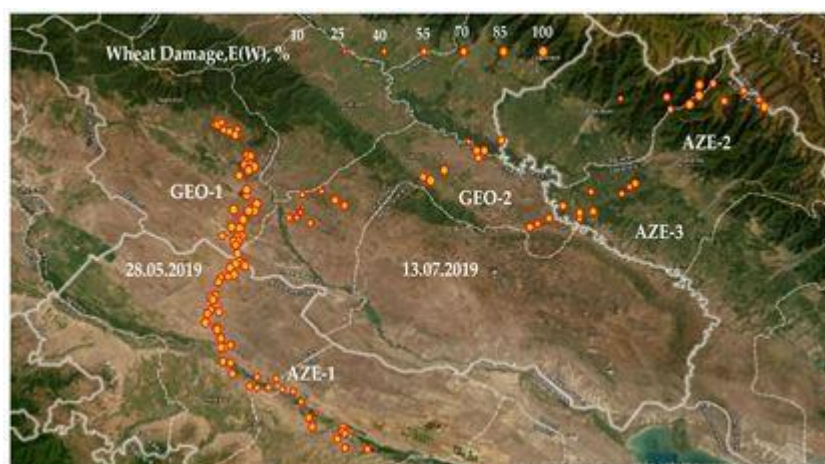 10 25 40 55 70 85 100
Wheat Damage,E(W), %
AZE-2
GEO-1
GEO-2
AZE-3
28.05.2019
13.07.2019
AZE-1